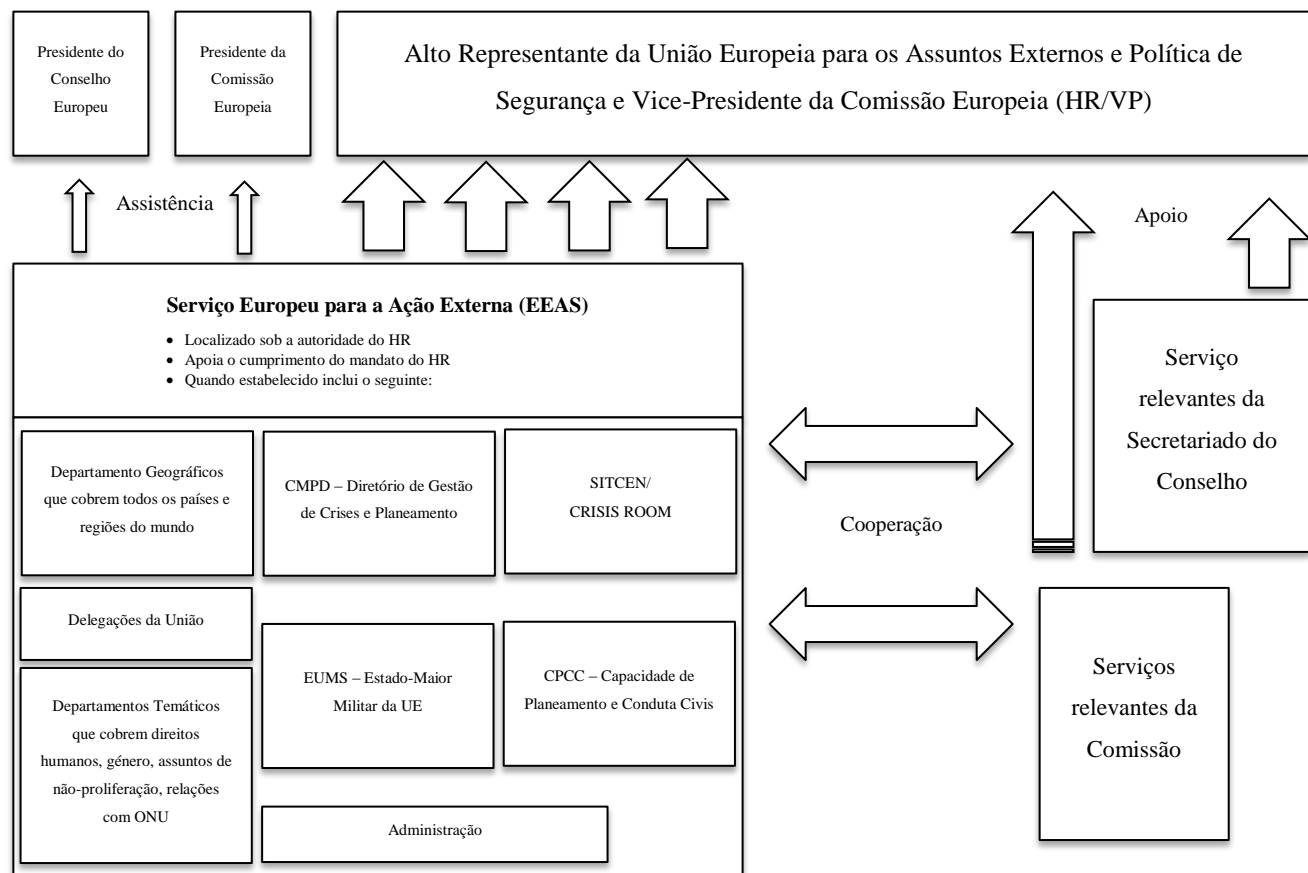 Presidente do
Conselho
Europeu
Presidente da
Comissão
Europeia
Alto Representante da União Europeia para os Assuntos Externos e Política de
Segurança e Vice-Presidente da Comissão Europeia (HR/VP)
Assistência
Apoio
Serviço Europeu para a Ação Externa (EEAS)
• Localizado sob a autoridade do HR
• Apoia o cumprimento do mandato do HR
• Quando estabelecido inclui o seguinte:
Serviço
relevantes da
Secretariado do
Conselho
Departamento Geográficos
que cobrem todos os países e
regiões do mundo
CMPD – Diretório de Gestão
de Crises e Planeamento
SITCEN/
CRISIS ROOM
Cooperação
Delegações da União
EUMS – Estado-Maior
Militar da UE
CPCC – Capacidade de
Planeamento e Conduta Civis
Serviços
relevantes da
Comissão
Departamentos Temáticos
que cobrem direitos
humanos, género, assuntos de
não-proliferação, relações
com ONU
Administração